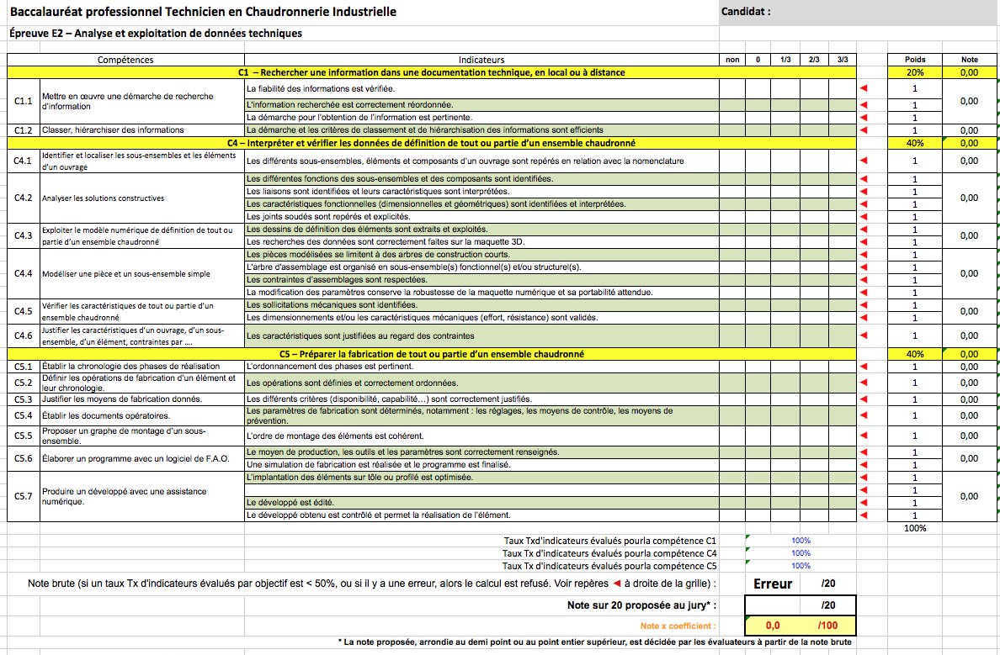 Baccalauréat professionnel Technicien en Chaudronnerie Industrielle Candidat :
Épreuve E2 – Analyse et exploitation de données techniques
Compétences Indicateurs non 0 1/3 2/3 3/3 Poids Note
C1 – Rechercher une information dans une documentation technique, en local ou à distance 20% 0,00
C1.1 Mettre en œuvre une démarche de recherche d'information 0,00
La fiabilité des informations est vérifiée. ◄ 1
L'information recherchée est correctement réordonnée. ◄ 1
La démarche pour l'obtention de l'information est pertinente. ◄ 1
C1.2 Classer, hiérarchiser des informations La démarche et les critères de classement et de hiérarchisation des informations sont efficients ◄ 1 0,00
C4 – Interpréter et vérifier les données de définition de tout ou partie d'un ensemble chaudronné 40% 0,00
C4.1 Identifier et localiser les sous-ensembles et les éléments d'un ouvrage Les différents sous-ensembles, éléments et composants d'un ouvrage sont repérés en relation avec la nomenclature ◄ 1 0,00
C4.2 Analyser les solutions constructives 0,00
Les différentes fonctions des sous-ensembles et des composants sont identifiées. ◄ 1
Les liaisons sont identifiées et leurs caractéristiques sont interprétées. ◄ 1
Les caractéristiques fonctionnelles (dimensionnelles et géométriques) sont identifiées et interprétées. ◄ 1
Les joints soudés sont repérés et explicités. ◄ 1
C4.3 Exploiter le modèle numérique de définition de tout ou partie d'un ensemble chaudronné 0,00
Les dessins de définition des éléments sont extraits et exploités. ◄ 1
Les recherches des données sont correctement faites sur la maquette 3D. ◄ 1
C4.4 Modéliser une pièce et un sous-ensemble simple 0,00
Les pièces modélisées se limitent à des arbres de construction courts. ◄ 1
L'arbre d'assemblage est organisé en sous-ensemble(s) fonctionnel(s) et/ou structurel(s). ◄ 1
Les contraintes d'assemblages sont respectées. ◄ 1
La modification des paramètres conserve la robustesse de la maquette numérique et sa portabilité attendue. ◄ 1
C4.5 Vérifier les caractéristiques de tout ou partie d'un ensemble chaudronné 0,00
Les sollicitations mécaniques sont identifiées. ◄ 1
Les dimensionnements et/ou les caractéristiques mécaniques (effort, résistance) sont validés. ◄ 1
C4.6 Justifier les caractéristiques d'un ouvrage, d'un sous-ensemble, d'un élément, contraintes par .... Les caractéristiques sont justifiées au regard des contraintes ◄ 1 0,00
C5 – Préparer la fabrication de tout ou partie d'un ensemble chaudronné 40% 0,00
C5.1 Établir la chronologie des phases de réalisation L'ordonnancement des phases est pertinent. ◄ 1 0,00
C5.2 Définir les opérations de fabrication d'un élément et leur chronologie. Les opérations sont définies et correctement ordonnées. ◄ 1 0,00
C5.3 Justifier les moyens de fabrication donnés. Les différents critères (disponibilité, capabilité…) sont correctement justifiés. ◄ 1 0,00
C5.4 Établir les documents opératoires. Les paramètres de fabrication sont déterminés, notamment : les réglages, les moyens de contrôle, les moyens de prévention. ◄ 1 0,00
C5.5 Proposer un graphe de montage d'un sous-ensemble. L'ordre de montage des éléments est cohérent. ◄ 1 0,00
C5.6 Élaborer un programme avec un logiciel de F.A.O. 0,00
Le moyen de production, les outils et les paramètres sont correctement renseignés. ◄ 1
Une simulation de fabrication est réalisée et le programme est finalisé. ◄ 1
C5.7 Produire un développé avec une assistance numérique. 0,00
L'implantation des éléments sur tôle ou profilé est optimisée. ◄ 1
◄ 1
Le développé est édité. ◄ 1
Le développé obtenu est contrôlé et permet la réalisation de l'élément. ◄ 1
100%
Taux Txd'indicateurs évalués pourla compétence C1 100%
Taux Tx d'indicateurs évalués pourla compétence C4 100%
Taux Tx d'indicateurs évalués pourla compétence C5 100%
Note brute (si un taux Tx d'indicateurs évalués par objectif est < 50%, ou si il y a une erreur, alors le calcul est refusé. Voir repères ◄ à droite de la grille) : Erreur /20
Note sur 20 proposée au jury* : /20
Note x coefficient : 0,0 /100
* La note proposée, arrondie au demi point ou au point entier supérieur, est décidée par les évaluateurs à partir de la note brute